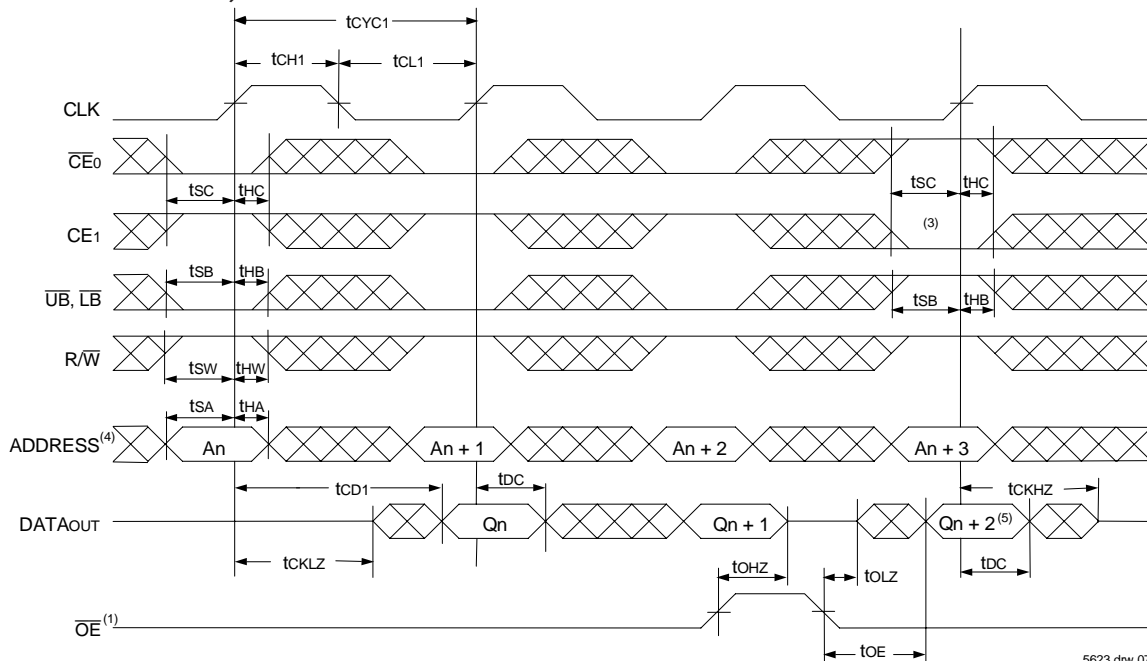 tCYC1
tCH1 tCL1
CLK
CE0
tSC tHC tSC tHC
CE1 (3)
tSB tHB
UB, LB
tSB tHB
R/W
tSW tHW
tSA tHA
ADDRESS(4) An An + 1 An + 2 An + 3
tCD1 tDC tCKHZ
DATAOUT Qn Qn + 1 Qn + 2(5)
tCKLZ tOHZ tOLZ tDC
OE(1)
tOE